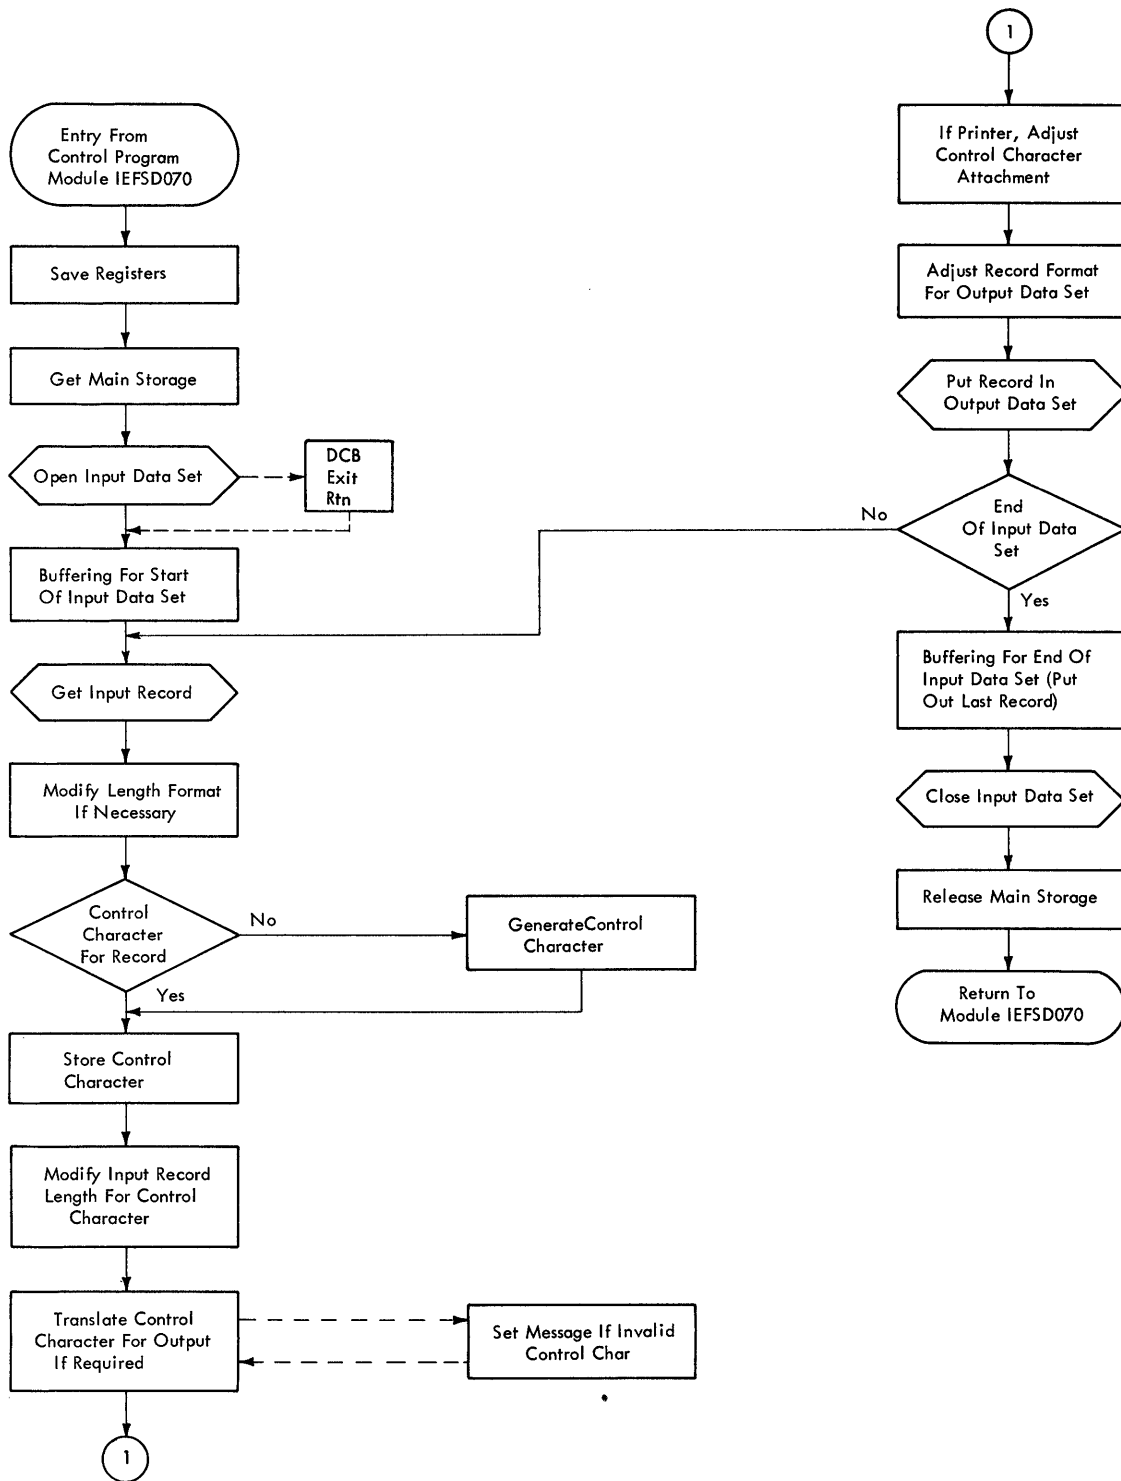 Entry From
Control Program
Module IEFSD070
Save Registers
Get Main Storage
Open Input Data Set
DCB
Exit
Rtn
Buffering For Start
Of Input Data Set
Get Input Record
Modify Length Format
If Necessary
Control
Character
For Record
No
GenerateControl
Character
Yes
Store Control
Character
Modify Input Record
Length For Control
Character
Translate Control
Character For Output
If Required
Set Message If Invalid
Control Char
1
1
If Printer, Adjust
Control Character
Attachment
Adjust Record Format
For Output Data Set
Put Record In
Output Data Set
End
Of Input Data
Set
No
Yes
Buffering For End Of
Input Data Set (Put
Out Last Record)
Close Input Data Set
Release Main Storage
Return To
Module IEFSD070